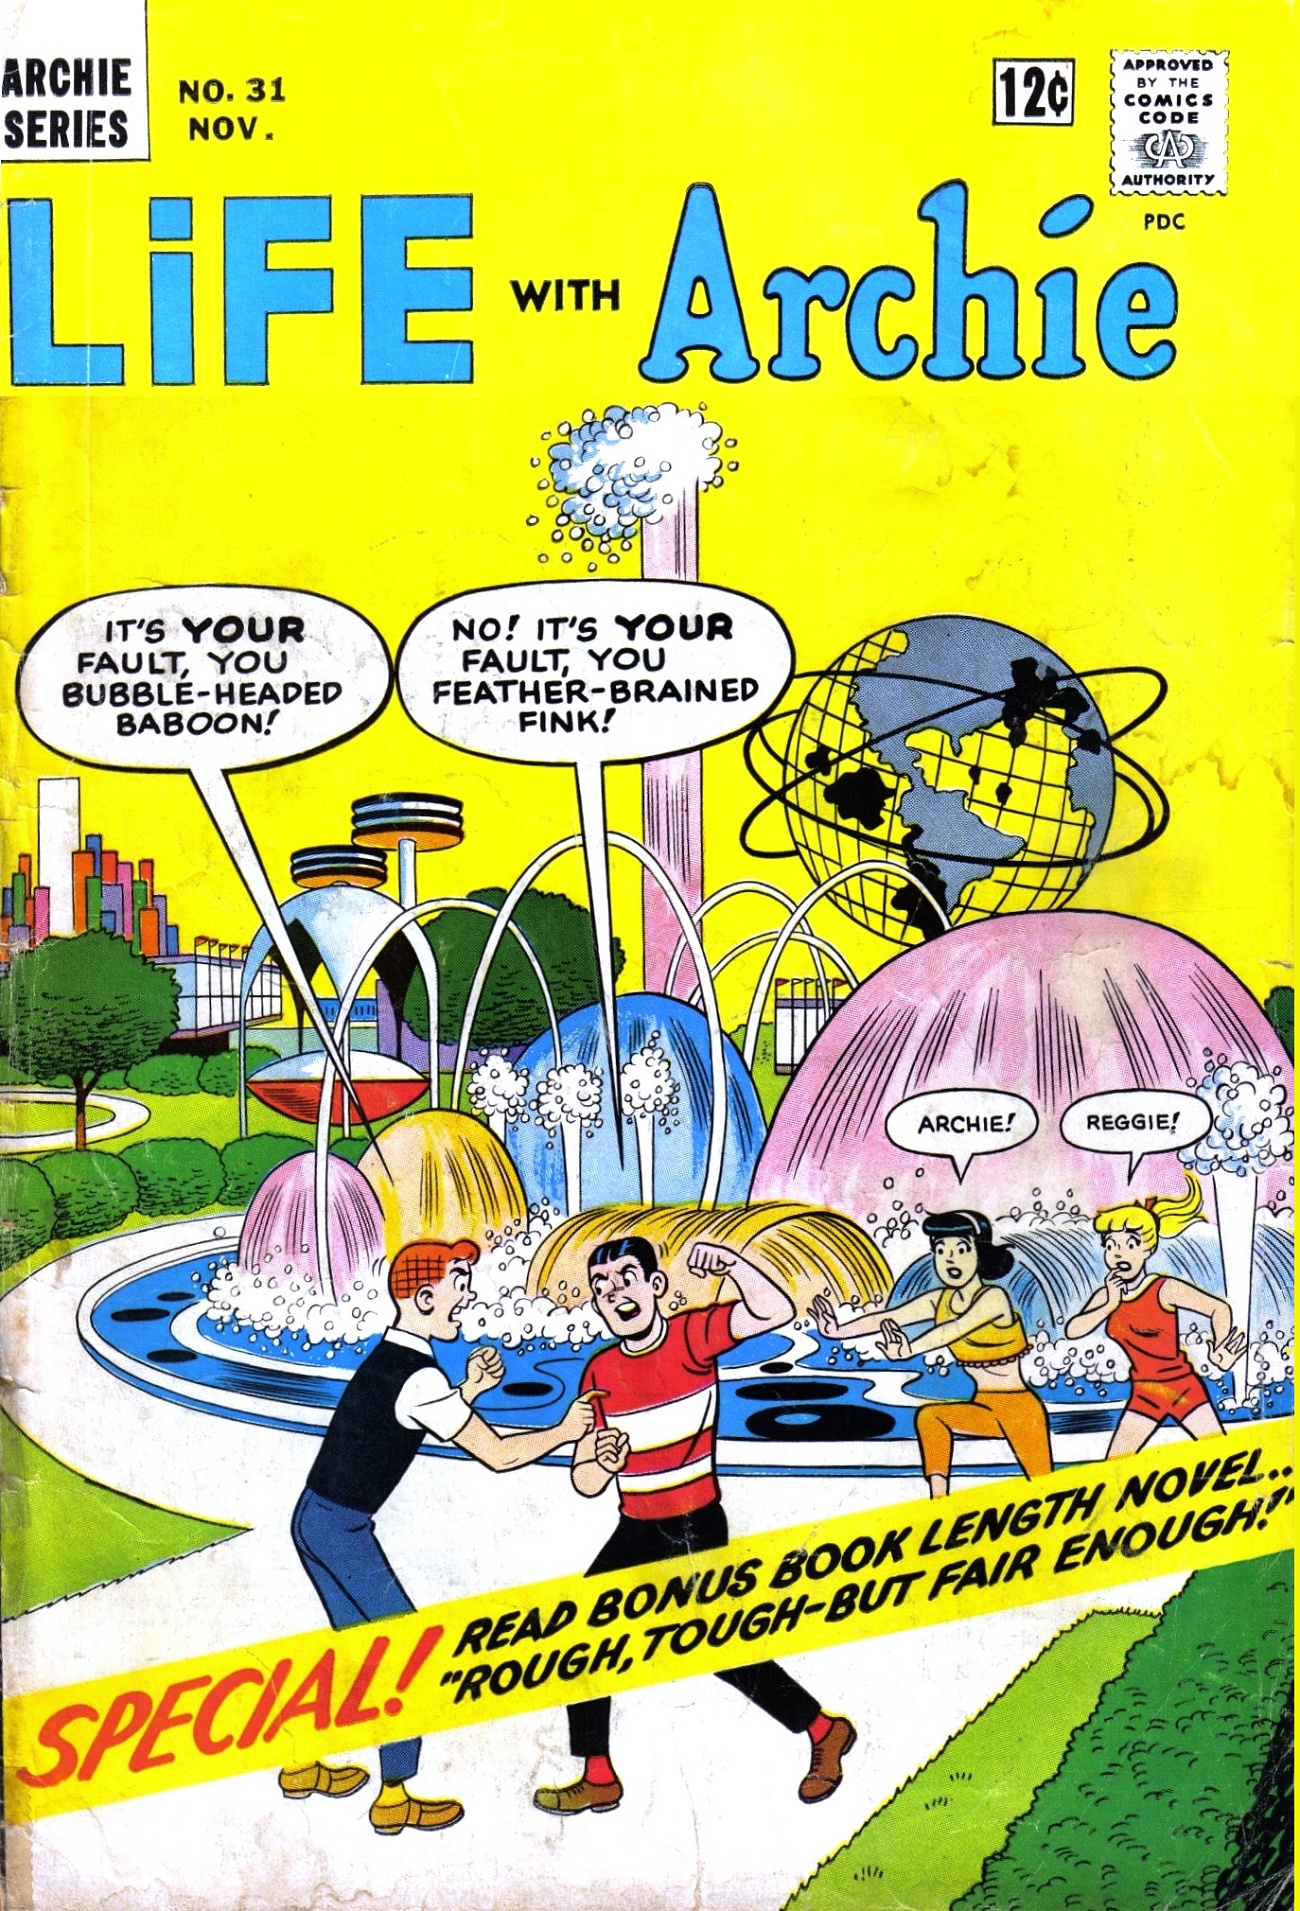 ARCHIE
SERIES
NO. 31
NOV.
12¢
APPROVED
BY THE
COMICS
CODE
CA
AUTHORITY
PDC
LiFE WITH Archie
IT'S YOUR
FAULT, YOU
BUBBLE-HEADED
BABOON!
NO! IT'S YOUR
FAULT, YOU
FEATHER-BRAINED
FINK!
ARCHIE!
REGGIE!
SPECIAL!
READ BONUS BOOK LENGTH NOVEL..
"ROUGH, TOUGH-BUT FAIR ENOUGH!"